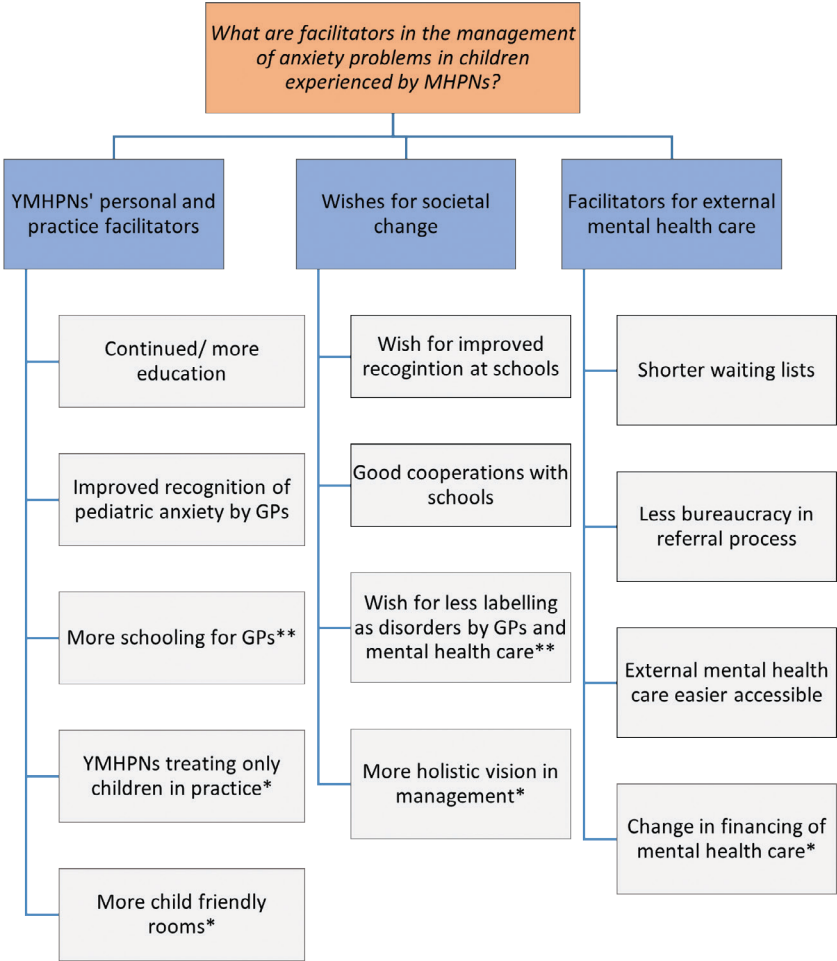 What are facilitators in the management
of anxiety problems in children
experienced by MHPNs?
YMHPNs' personal and
practice facilitators
Continued/ more
education
Improved recognition of
pediatric anxiety by GPs
More schooling for GPs**
YMHPNs treating only
children in practice*
More child friendly
rooms*
Wishes for societal
change
Wish for improved
recogintion at schools
Good cooperations with
schools
Wish for less labelling
as disorders by GPs and
mental health care**
More holistic vision in
management*
Facilitators for external
mental health care
Shorter waiting lists
Less bureaucracy in
referral process
External mental health
care easier accessible
Change in financing of
mental health care*